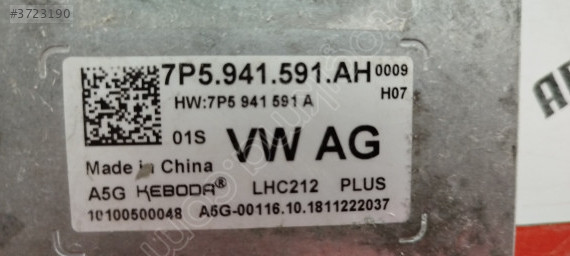 #3723190
7P5.941.591.AH 0009
HW:7P5 941 591 A H07
01S VW AG
Made in China
A5G KEBODA® LHC212 PLUS
10100500048 A5G-00116.10.1811222037